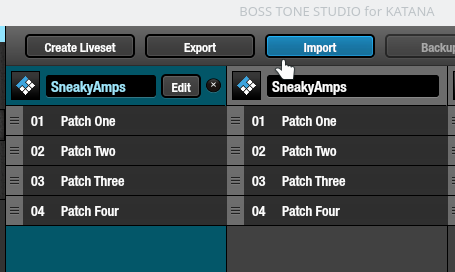 BOSS TONE STUDIO for KATANA
Create Liveset Export Import Backup
SneakyAmps Edit SneakyAmps
01 Patch One 01 Patch One
02 Patch Two 02 Patch Two
03 Patch Three 03 Patch Three
04 Patch Four 04 Patch Four